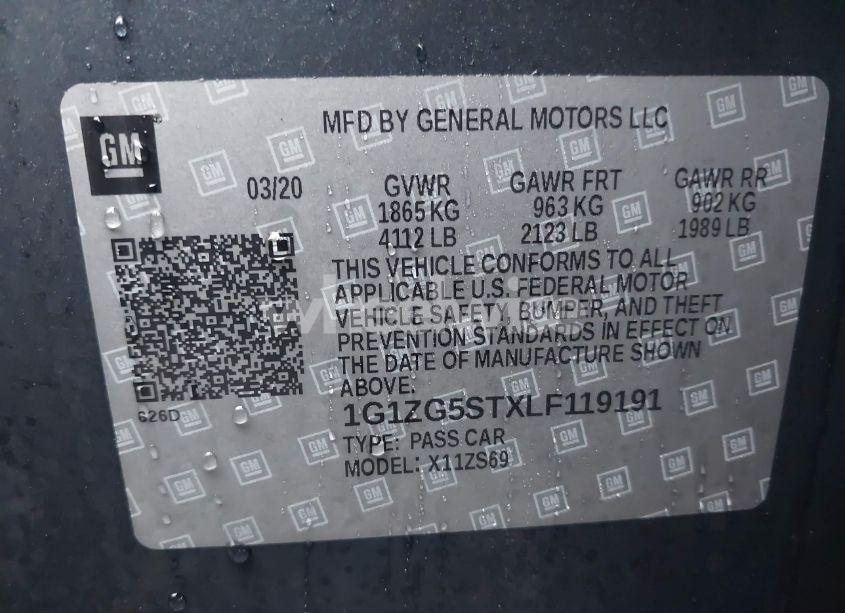 GM
MFD BY GENERAL MOTORS LLC
03/20
GVWR GAWR FRT GAWR RR
1865 KG 963 KG 902 KG
4112 LB 2123 LB 1989 LB
THIS VEHICLE CONFORMS TO ALL
APPLICABLE U.S. FEDERAL MOTOR
VEHICLE SAFETY, BUMPER, AND THEFT
PREVENTION STANDARDS IN EFFECT ON
THE DATE OF MANUFACTURE SHOWN
ABOVE.
626D
1G1ZG5STXLF119191
TYPE: PASS CAR
MODEL: X11ZS69